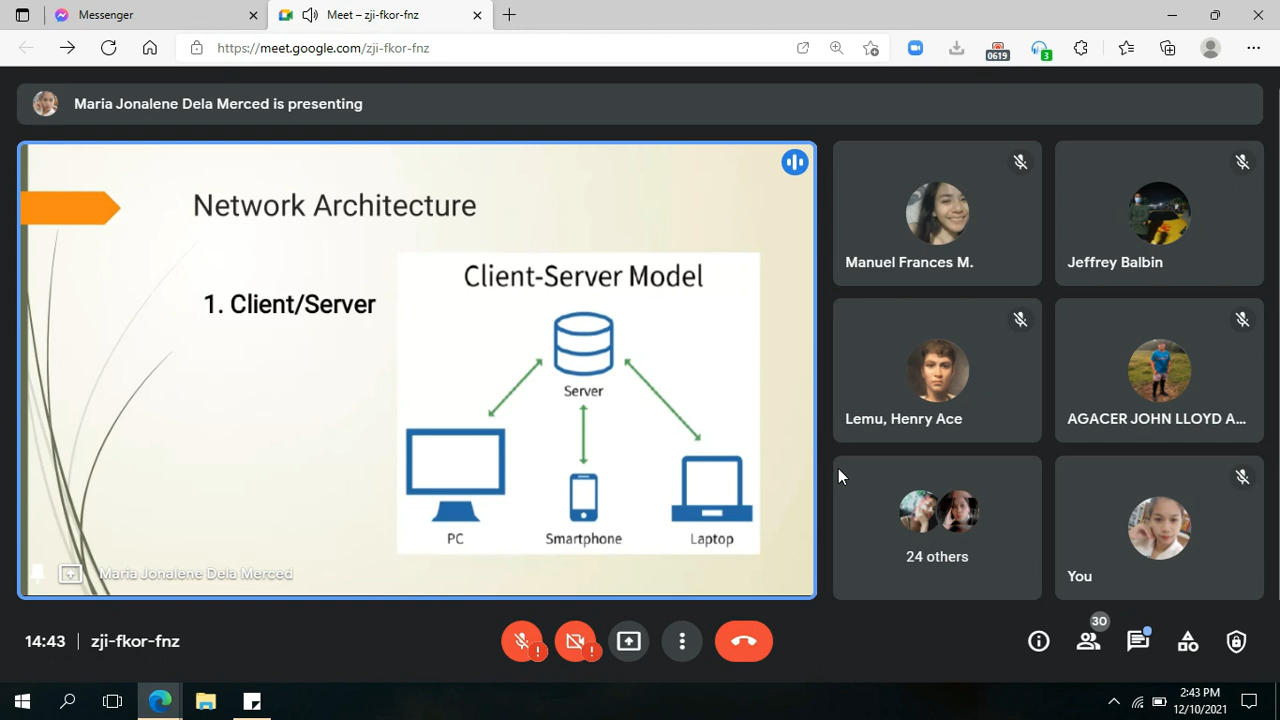 Messenger
Meet – zji-fkor-fnz
https://meet.google.com/zji-fkor-fnz
0619
3
Maria Jonalene Dela Merced is presenting
Network Architecture
1. Client/Server
Client-Server Model
Server
PC
Smartphone
Laptop
Maria Jonalene Dela Merced
Manuel Frances M.
Jeffrey Balbin
Lemu, Henry Ace
AGACER JOHN LLOYD A...
24 others
You
14:43 | zji-fkor-fnz
30
2:43 PM
12/10/2021